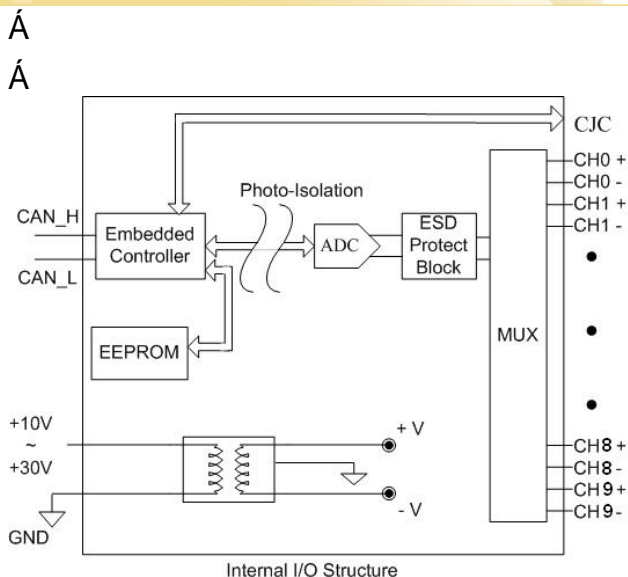 Á
Á
CJC
CH0 +
CH0 -
CH1 +
CH1 -
Photo-Isolation
CAN_H
CAN_L
Embedded
Controller
ADC
ESD
Protect
Block
MUX
EEPROM
+10V
~
+30V
GND
+ V
- V
CH8+
CH8-
CH9+
CH9-
Internal I/O Structure